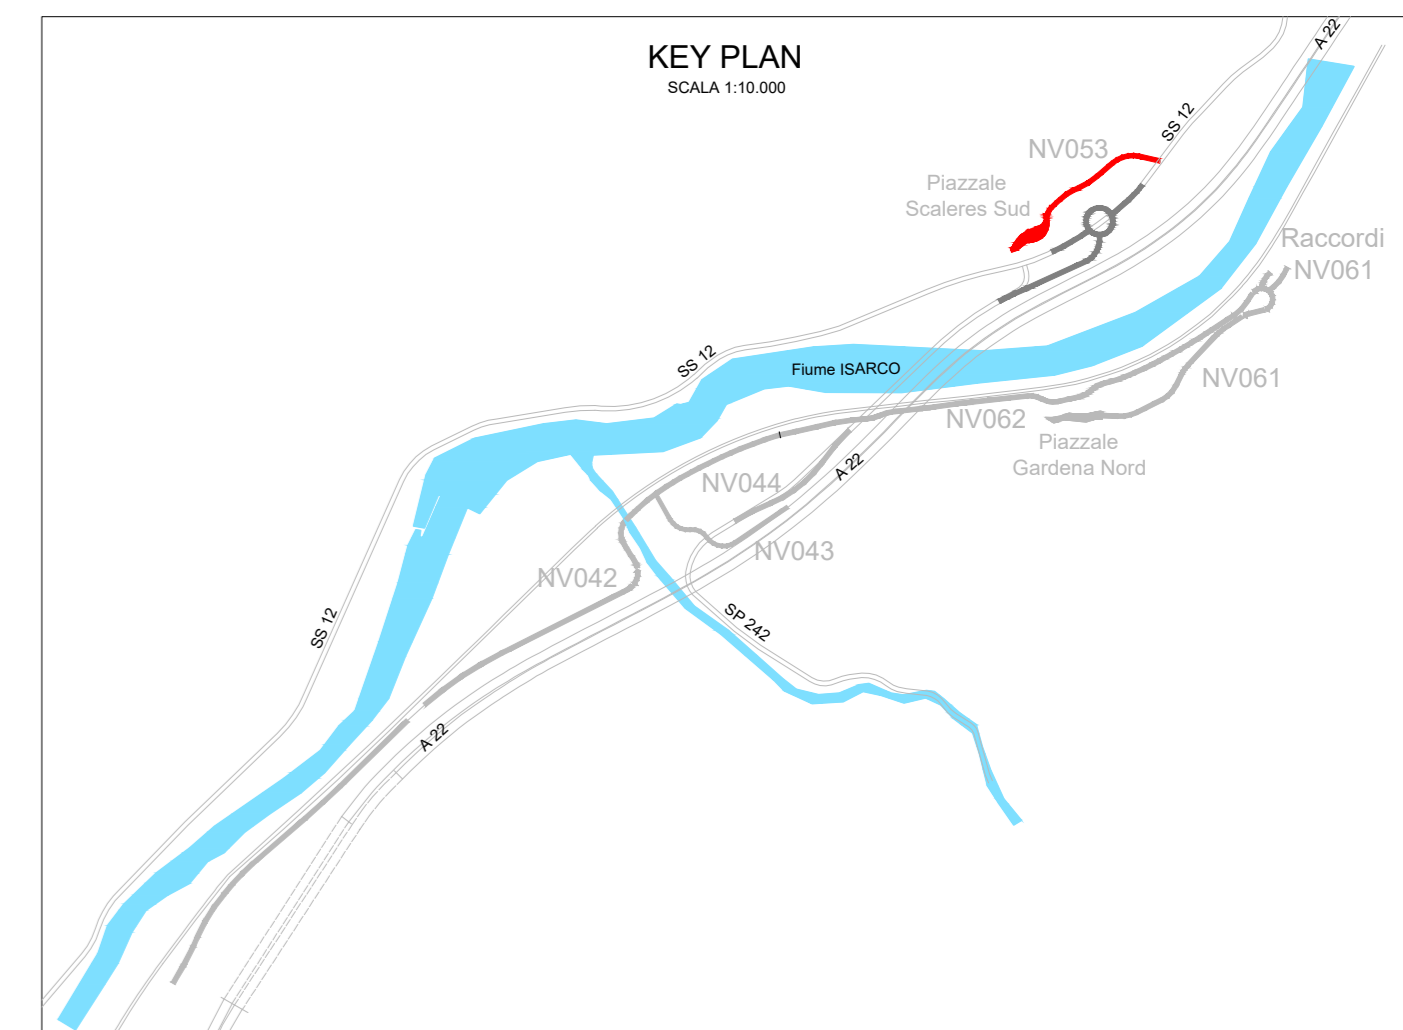 KEY PLAN
SCALA 1:10.000
A 22
SS 12
NV053
Piazzale
Scaleres Sud
Raccordi
NV061
SS 12
Fiume ISARCO
NV061
NV062
Piazzale
Gardena Nord
A 22
NV044
NV043
NV042
SS 12
SP 242
A 22